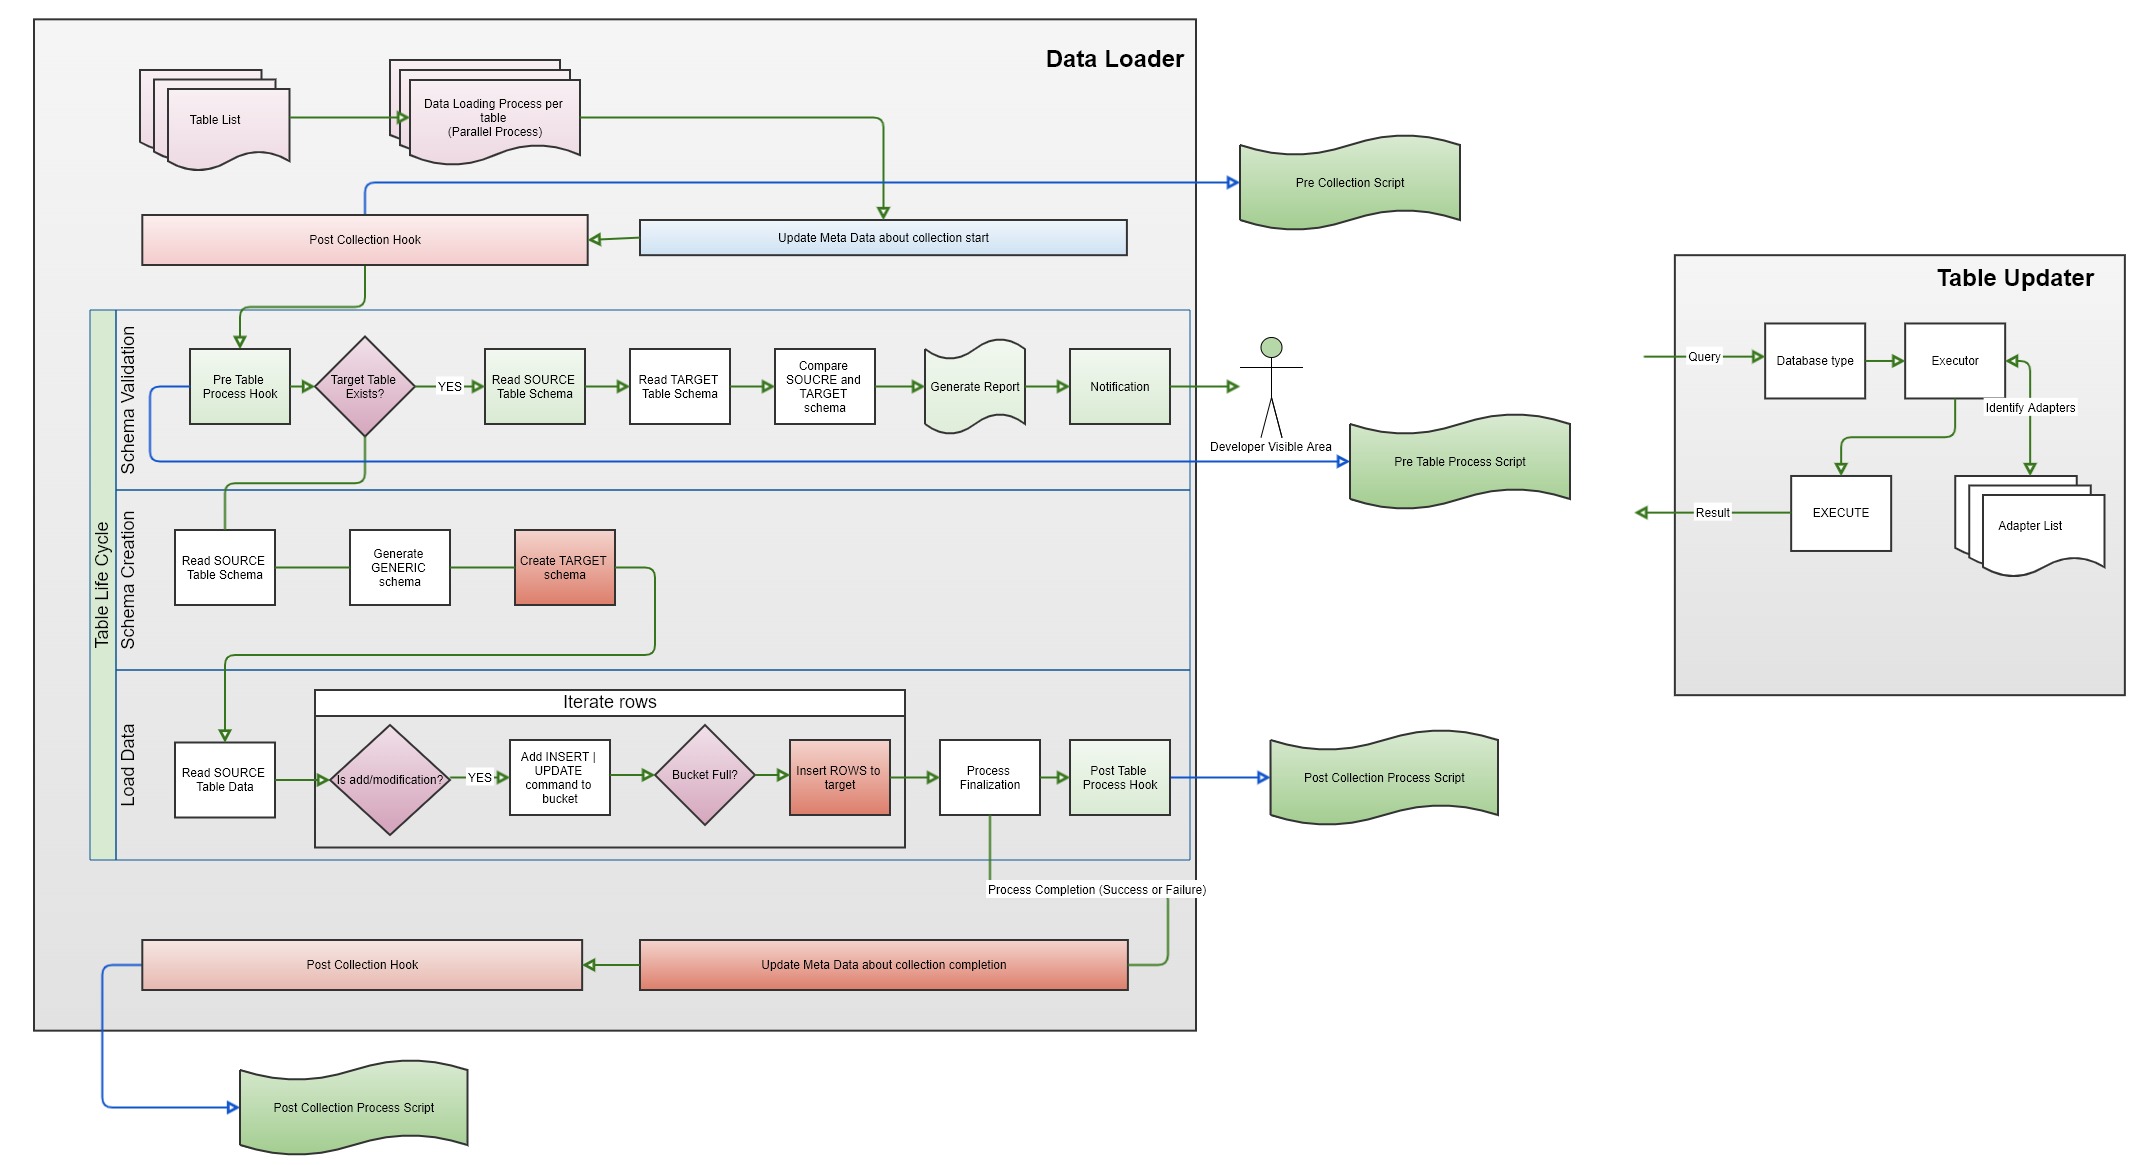 Data Loader
Table List
Data Loading Process per
table
(Parallel Process)
Pre Collection Script
Post Collection Hook
Update Meta Data about collection start
Table Updater
Query
Database type
Executor
Identify Adapters
Result
EXECUTE
Adapter List
Table Life Cycle
Schema Validation
Pre Table
Process Hook
Target Table
Exists?
YES
Read SOURCE
Table Schema
Read TARGET
Table Schema
Compare
SOUCRE and
TARGET
schema
Generate Report
Notification
Developer Visible Area
Pre Table Process Script
Schema Creation
Read SOURCE
Table Schema
Generate
GENERIC
schema
Create TARGET
schema
Load Data
Iterate rows
Read SOURCE
Table Data
Is add/modification?
YES
Add INSERT |
UPDATE
command to
bucket
Bucket Full?
Insert ROWS to
target
Process
Finalization
Post Table
Process Hook
Post Collection Process Script
Process Completion (Success or Failure)
Post Collection Hook
Update Meta Data about collection completion
Post Collection Process Script